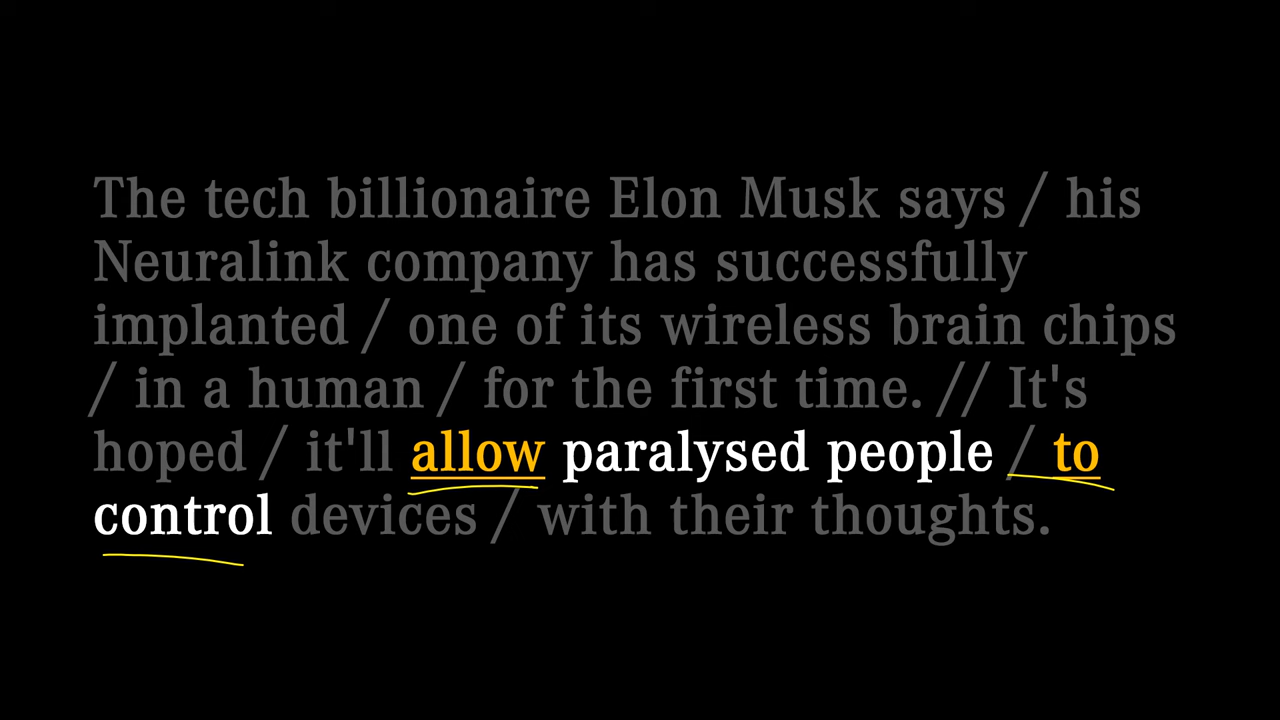 The tech billionaire Elon Musk says / his
Neuralink company has successfully
implanted / one of its wireless brain chips
/ in a human / for the first time. // It's
hoped / it'll allow paralysed people / to
control devices / with their thoughts.